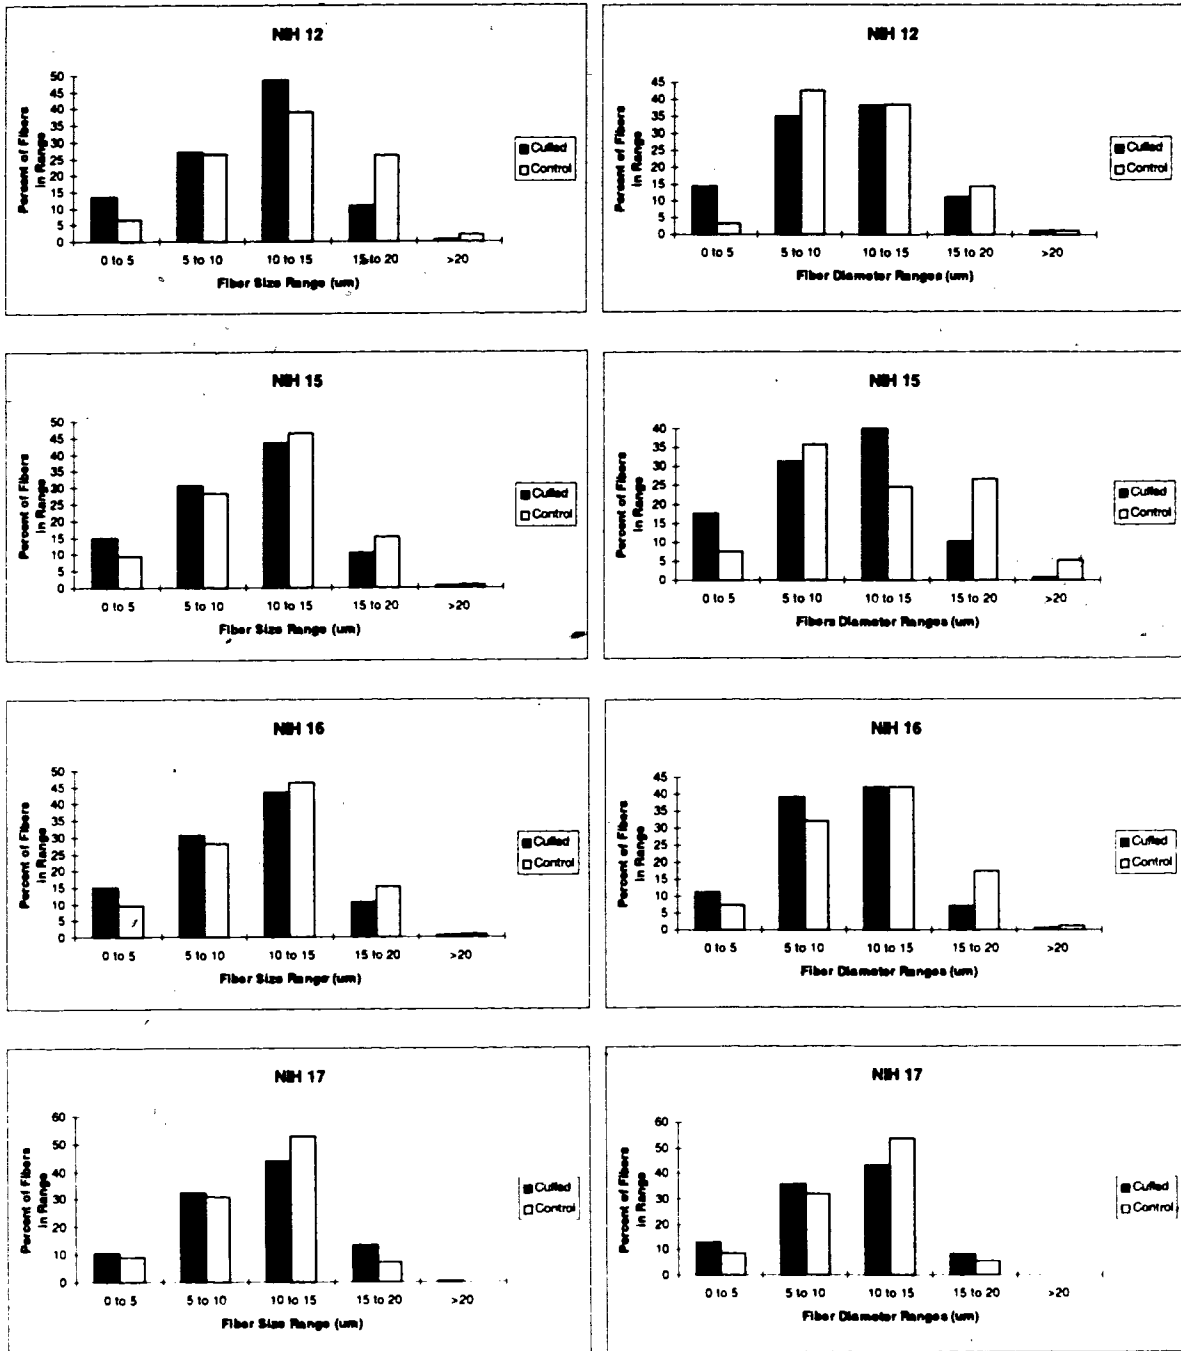 NIH 12
Percent of Fibers
in Range
50
45
40
35
30
25
20
15
10
5
0
0 to 5
5 to 10
10 to 15
15 to 20
>20
Fiber Size Range (um)
Cuffed
Control
NIH 12
Percent of Fibers
in Range
45
40
35
30
25
20
15
10
5
0
0 to 5
5 to 10
10 to 15
15 to 20
>20
Fiber Diameter Ranges (um)
Cuffed
Control
NIH 15
Percent of Fibers
in Range
50
45
40
35
30
25
20
15
10
5
0
0 to 5
5 to 10
10 to 15
15 to 20
>20
Fiber Size Range (um)
Cuffed
Control
NIH 15
Percent of Fibers
in Range
40
35
30
25
20
15
10
5
0
0 to 5
5 to 10
10 to 15
15 to 20
>20
Fibers Diameter Ranges (um)
Cuffed
Control
NIH 16
Percent of Fibers
in Range
50
45
40
35
30
25
20
15
10
5
0
0 to 5
5 to 10
10 to 15
15 to 20
>20
Fiber Size Range (um)
Cuffed
Control
NIH 16
Percent of Fibers
in Range
45
40
35
30
25
20
15
10
5
0
0 to 5
5 to 10
10 to 15
15 to 20
>20
Fiber Diameter Ranges (um)
Cuffed
Control
NIH 17
Percent of Fibers
in Range
60
50
40
30
20
10
0
0 to 5
5 to 10
10 to 15
15 to 20
>20
Fiber Size Range (um)
Cuffed
Control
NIH 17
Percent of Fibers
in Range
60
50
40
30
20
10
0
0 to 5
5 to 10
10 to 15
15 to 20
>20
Fiber Diameter Ranges (um)
Cuffed
Control